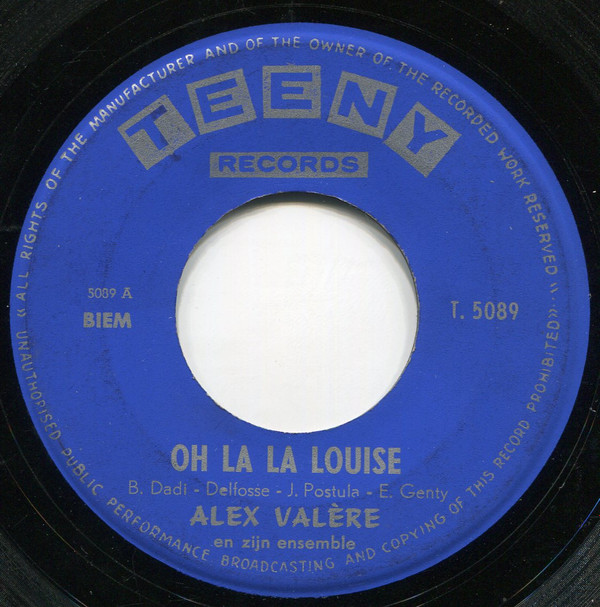 « ALL RIGHTS OF THE MANUFACTURER AND OF THE OWNER OF THE RECORDED WORK RESERVED »
TEENY
RECORDS
5089 A
BIEM
T. 5089
OH LA LA LOUISE
B. Dadi - Delfosse - J. Postula - E. Genty
ALEX VALÈRE
en zijn ensemble
UNAUTHORISED PUBLIC PERFORMANCE BROADCASTING AND COPYING OF THIS RECORD PROHIBITED»